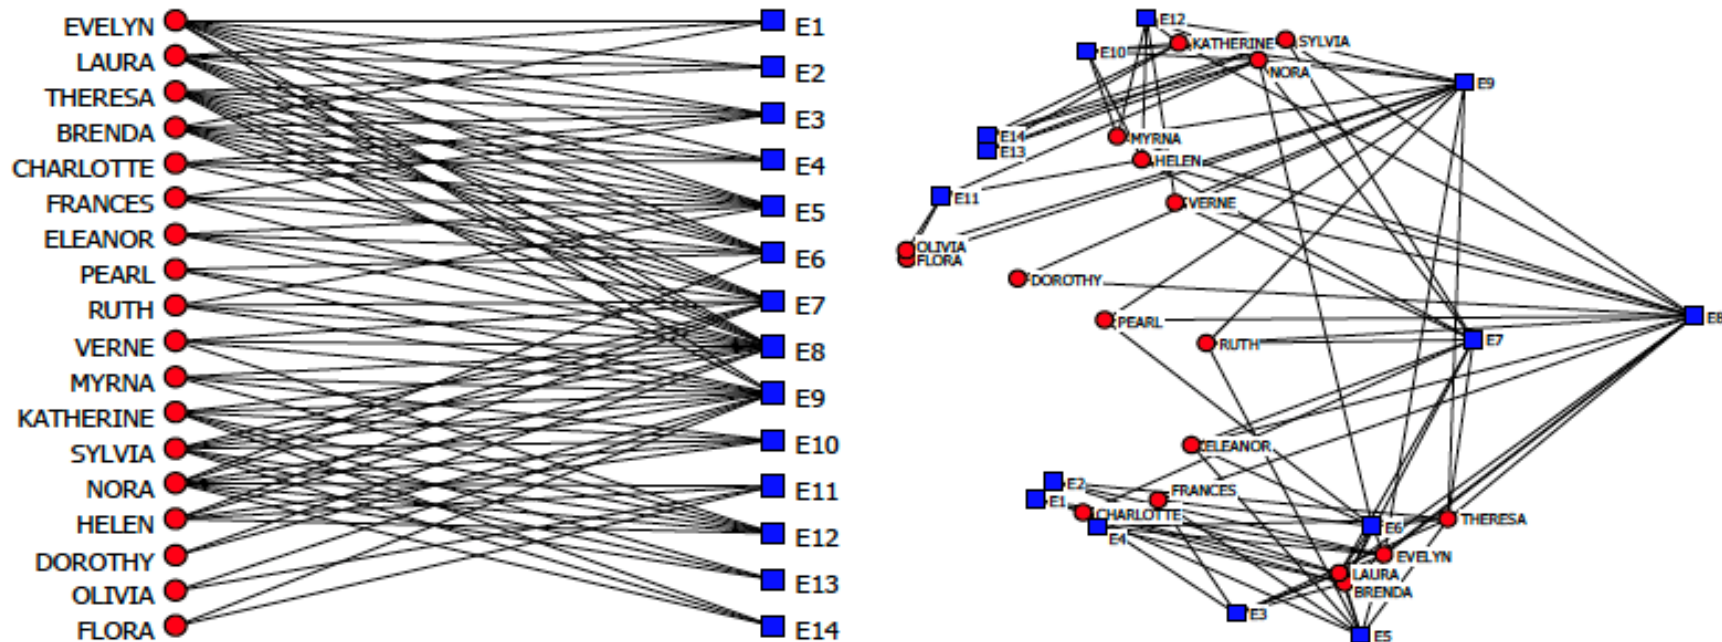 EVELYN
LAURA
THERESA
BRENDA
CHARLOTTE
FRANCES
ELEANOR
PEARL
RUTH
VERNE
MYRNA
KATHERINE
SYLVIA
NORA
HELEN
DOROTHY
OLIVIA
FLORA
E1
E2
E3
E4
E5
E6
E7
E8
E9
E10
E11
E12
E13
E14
E12
KATHERINE
SYLVIA
E10
NORA
E9
E14
MYRNA
E13
HELEN
E11
VERNE
OLIVIA
FLORA
DOROTHY
E8
PEARL
E7
RUTH
ELEANOR
E2
FRANCES
E1
CHARLOTTE
THERESA
E6
E4
EVELYN
LAURA
BRENDA
E3
E5